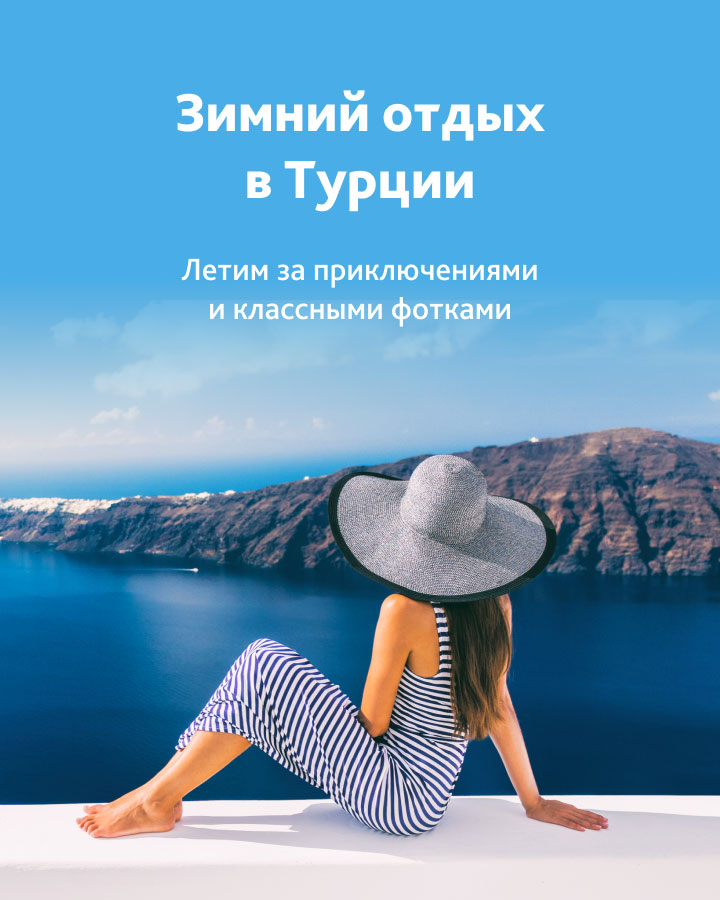 Зимний отдых
в Турции
Летим за приключениями
и классными фотками